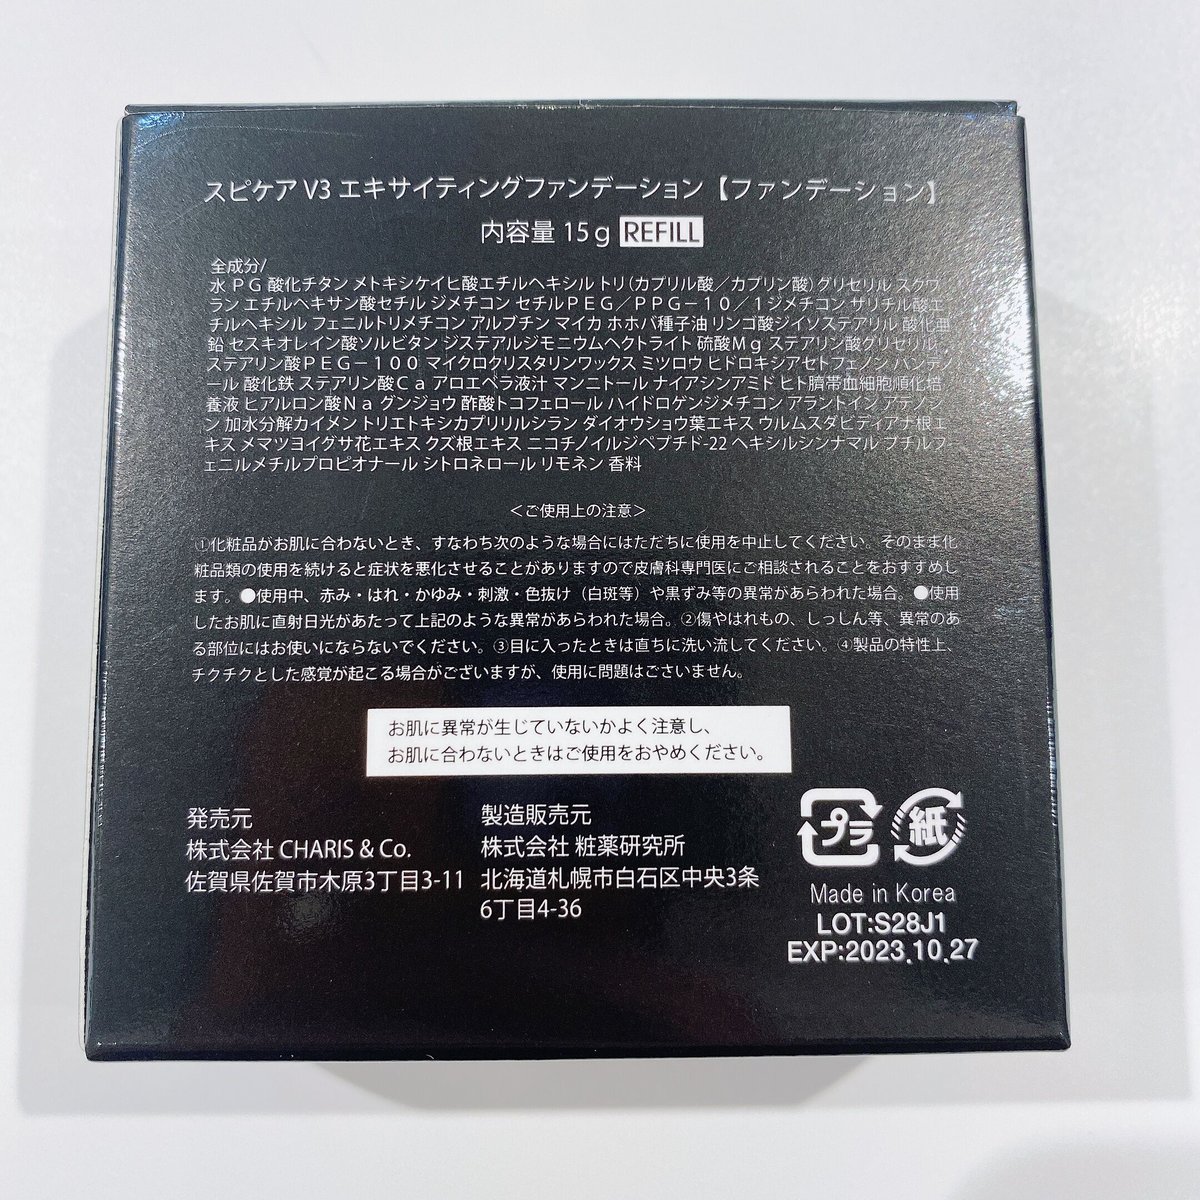 スピケア V3 エキサイティングファンデーション【ファンデーション】
内容量 15g REFILL
全成分/
水 PG 酸化チタン メトキシケイヒ酸エチルヘキシル トリ(カプリル酸/カプリン酸)グリセリル スクワ
ラン エチルヘキサン酸セチル ジメチコン セチルPEG/PPG-10/1ジメチコン サリチル酸エ
チルヘキシル フェニルトリメチコン アルブチン マイカ ホホバ種子油 リンゴ酸ジイソステアリル 酸化亜
鉛 セスキオレイン酸ソルビタン ジステアルジモニウムヘクトライト 硫酸Mg ステアリン酸グリセリル
ステアリン酸PEG-100 マイクロクリスタリンワックス ミツロウ ヒドロキシアセトフェノン パンテノ
ール 酸化鉄 ステアリン酸Ca アロエベラ液汁 マンニトール ナイアシンアミド ヒト臍帯血細胞順化培
養液 ヒアルロン酸Na グンジョウ 酢酸トコフェロール ハイドロゲンジメチコン アラントイン アデノシ
ン 加水分解カイメン トリエトキシカプリリルシラン ダイオウショウ葉エキス ウルムスダビディアナ根エ
キス メマツヨイグサ花エキス クズ根エキス ニコチノイルジペプチド-22 ヘキシルシンナマル ブチルフ
ェニルメチルプロピオナール シトロネロール リモネン 香料
<ご使用上の注意>
①化粧品がお肌に合わないとき、すなわち次のような場合にはただちに使用を中止してください。そのまま化
粧品類の使用を続けると症状を悪化させることがありますので皮膚科専門医にご相談されることをおすすめし
ます。●使用中、赤み・はれ・かゆみ・刺激・色抜け（白斑等）や黒ずみ等の異常があらわれた場合。●使用
したお肌に直射日光があたって上記のような異常があらわれた場合。②傷やはれもの、しっしん等、異常のあ
る部位にはお使いにならないでください。③目に入ったときは直ちに洗い流してください。④製品の特性上、
チクチクとした感覚が起こる場合がございますが、使用に問題はございません。
お肌に異常が生じていないかよく注意し、
お肌に合わないときはご使用をおやめください。
発売元
株式会社 CHARIS & Co.
佐賀県佐賀市木原3丁目3-11
製造販売元
株式会社 粧薬研究所
北海道札幌市白石区中央3条
6丁目4-36
プラ 紙
Made in Korea
LOT:S28J1
EXP:2023.10.27